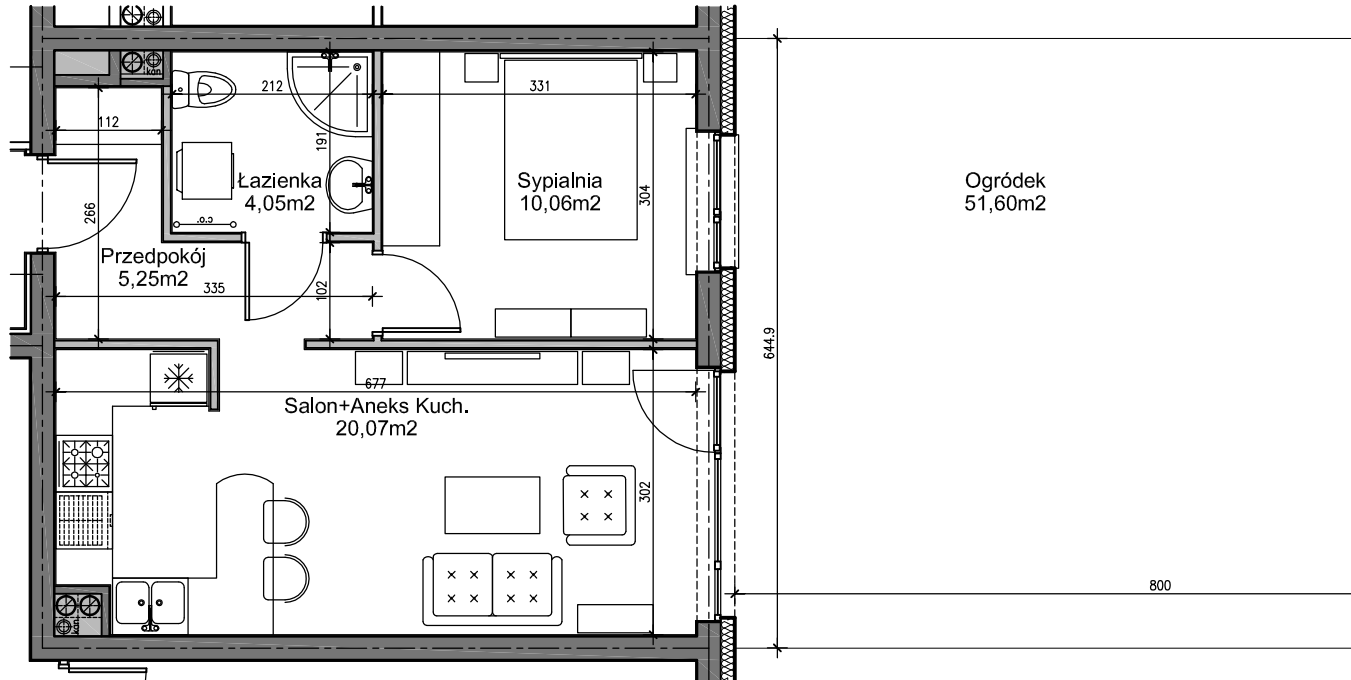 kan.
212
331
112
191
Łazienka
4,05m2
Sypialnia
10,06m2
304
Ogródek
51,60m2
266
Przedpokój
5,25m2
335
102
644.9
677
Salon+Aneks Kuch.
20,07m2
302
800
kan.